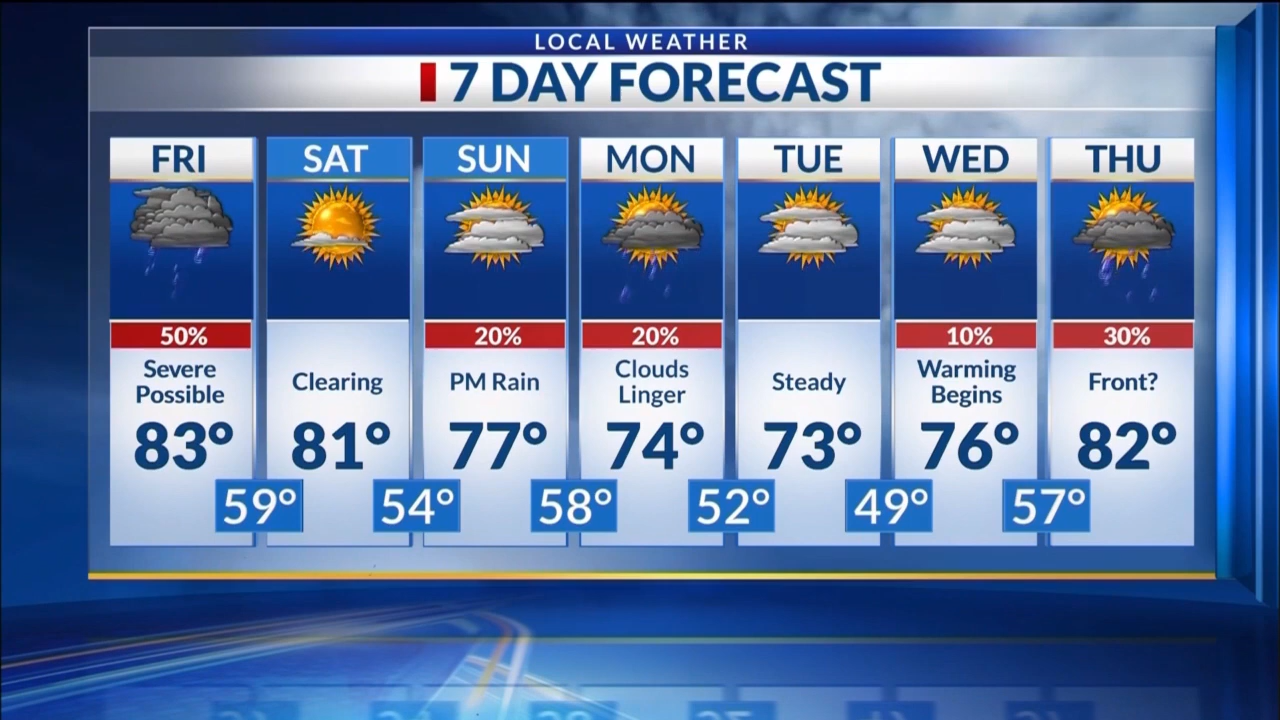 LOCAL WEATHER
7 DAY FORECAST
FRI SAT SUN MON TUE WED THU
50% 20% 20% 10% 30%
Severe
Possible
Clearing
PM Rain
Clouds
Linger
Steady
Warming
Begins
Front?
83° 81° 77° 74° 73° 76° 82°
59° 54° 58° 52° 49° 57°